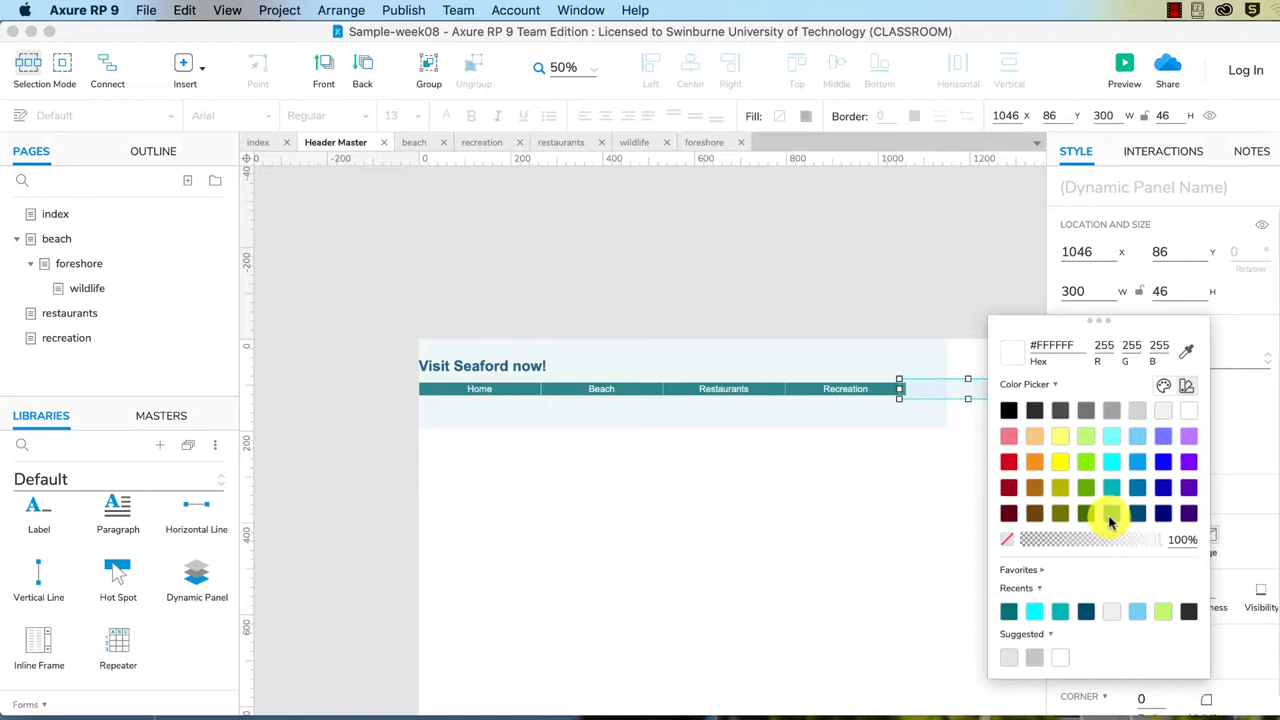 Axure RP 9 File Edit View Project Arrange Publish Team Account Window Help
Sample-week08 - Axure RP 9 Team Edition : Licensed to Swinburne University of Technology (CLASSROOM)
50%
Log In
Selection Mode Connect Insert Point Front Back Group Ungroup Left Center Right Top Middle Bottom Horizontal Vertical Preview Share
Default Arial Regular 13 Fill: Border: 0 1046 X 86 Y 300 W 46 H
PAGES OUTLINE
index Header Master beach recreation restaurants wildlife foreshore
STYLE INTERACTIONS NOTES
0 -200 0 200 400 600 800 1000 1200
index
beach
foreshore
wildlife
restaurants
recreation
LIBRARIES MASTERS
Default
Label Paragraph Horizontal Line
Vertical Line Hot Spot Dynamic Panel
Inline Frame Repeater
Forms
-200
0
200
400
600
Visit Seaford now!
Home Restaurants Recreation
Beach
(Dynamic Panel Name)
LOCATION AND SIZE
1046 X 86 Y 0 °
Rotation
300 W 46 H
#FFFFFF 255 255 255
Hex R G B
Color Picker
100%
Favorites
Recents
Suggested
Visibility
CORNER 0